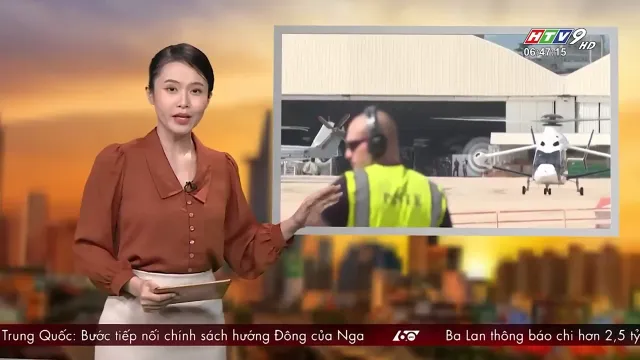 HTV9 HD
06:47:15
Trung Quốc: Bước tiếp nối chính sách hướng Đông của Nga
60
Ba Lan thông báo chi hơn 2,5 tỷ